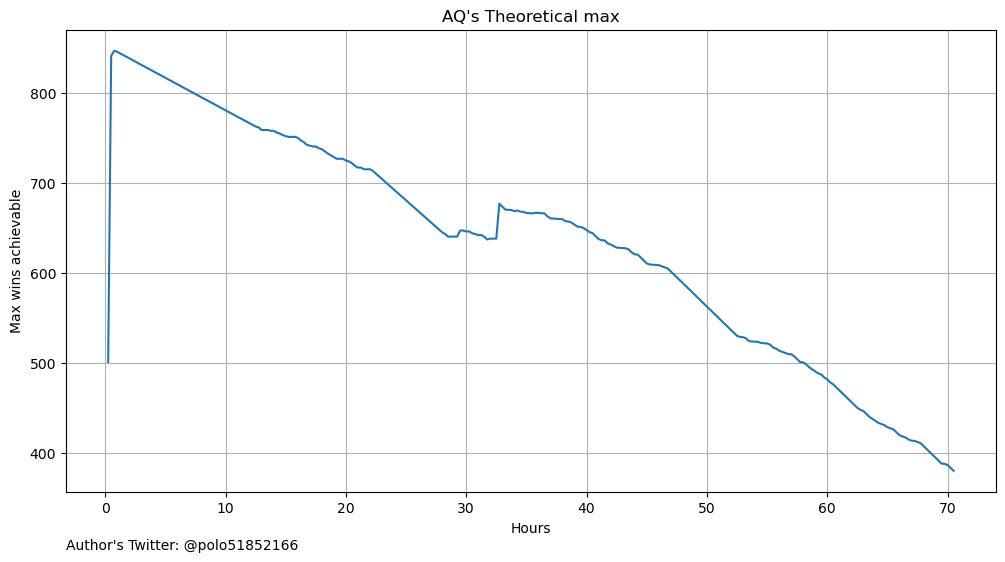 AQ's Theoretical max
Max wins achievable
800
700
600
500
400
0 10 20 30 40 50 60 70
Hours
Author's Twitter: @polo51852166